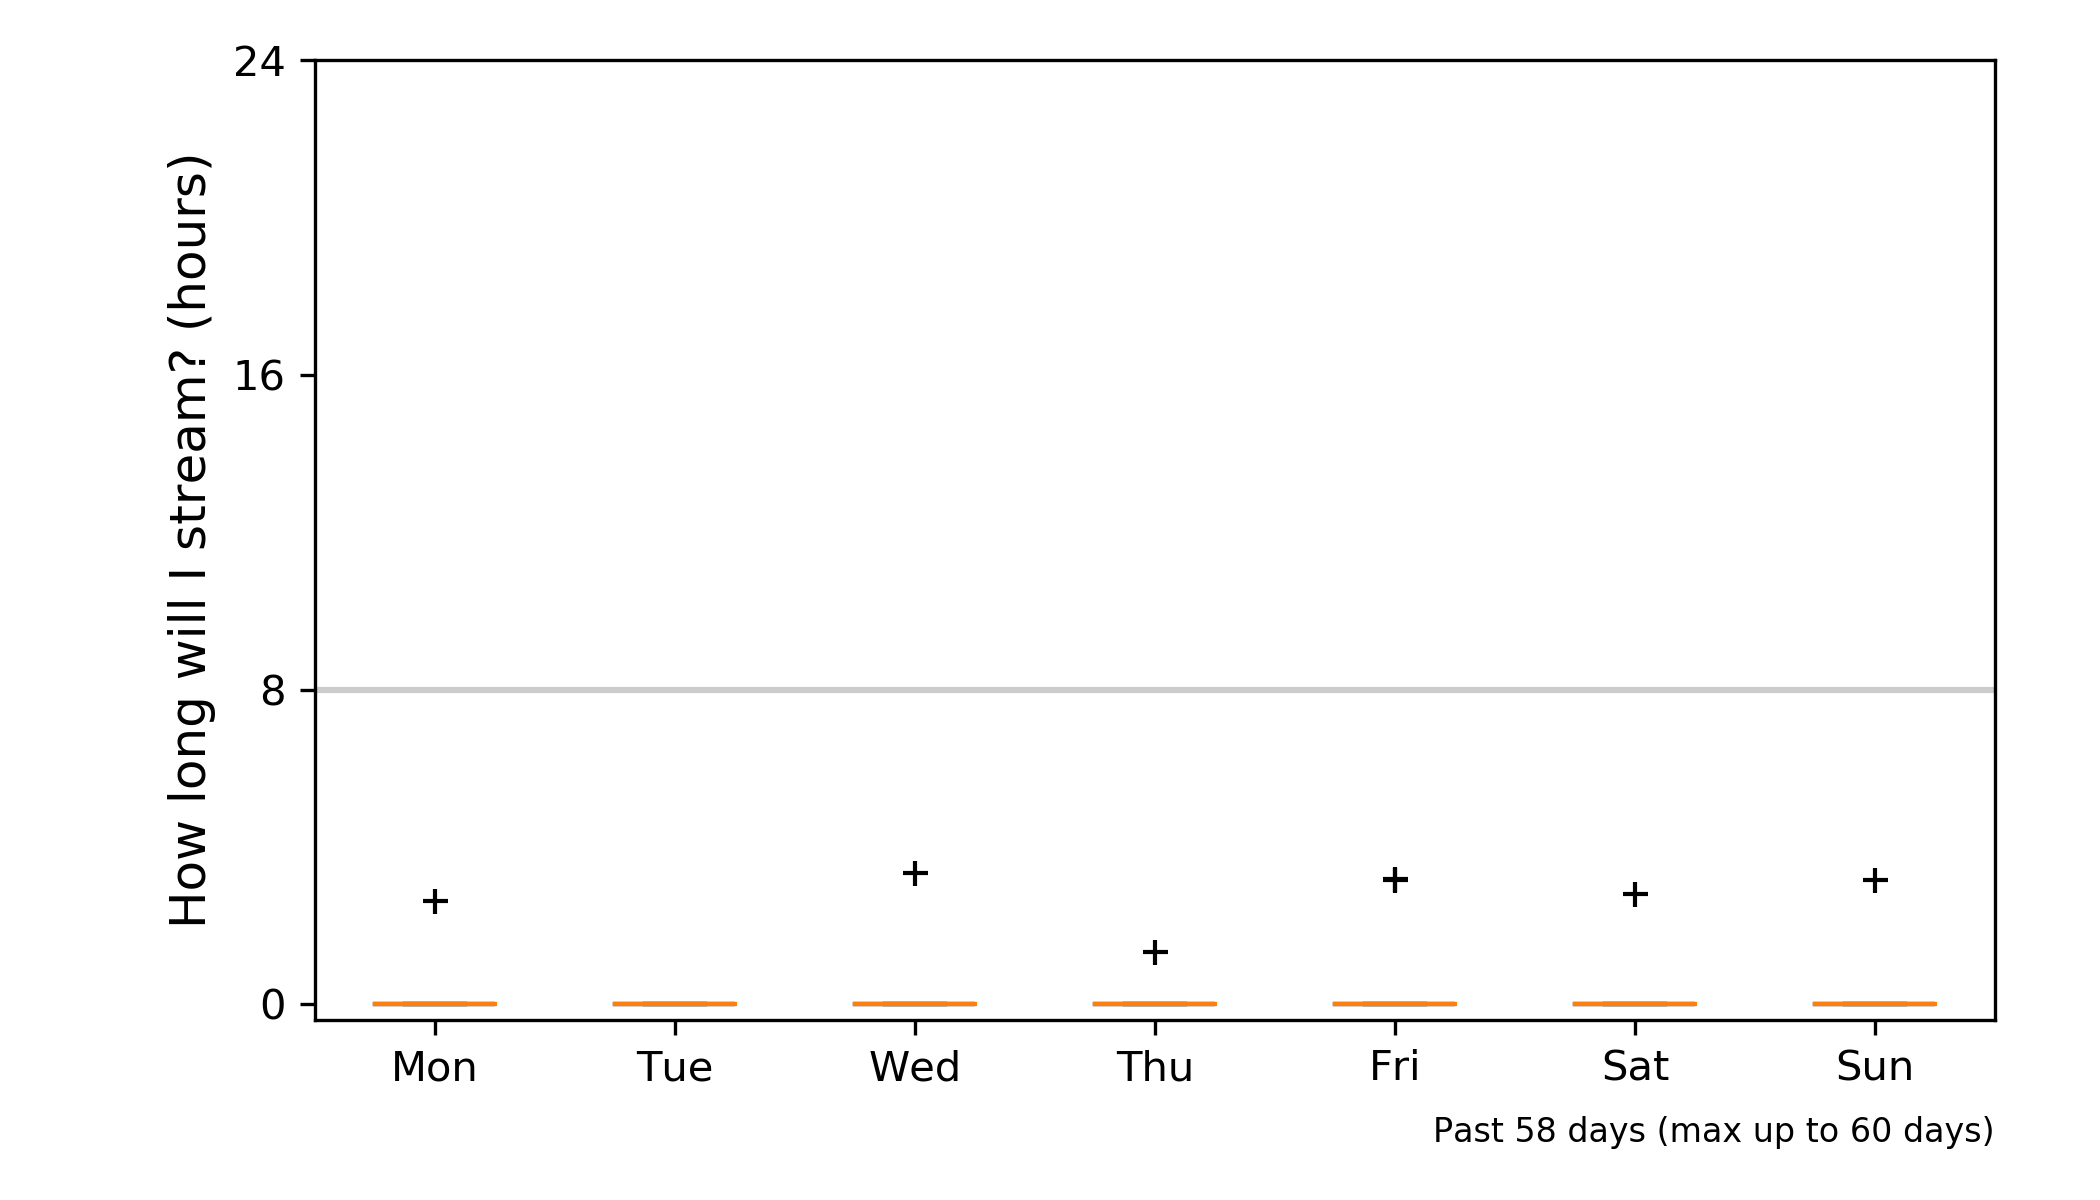 How long will I stream? (hours)
24
16
8
0
Mon Tue Wed Thu Fri Sat Sun
Past 58 days (max up to 60 days)